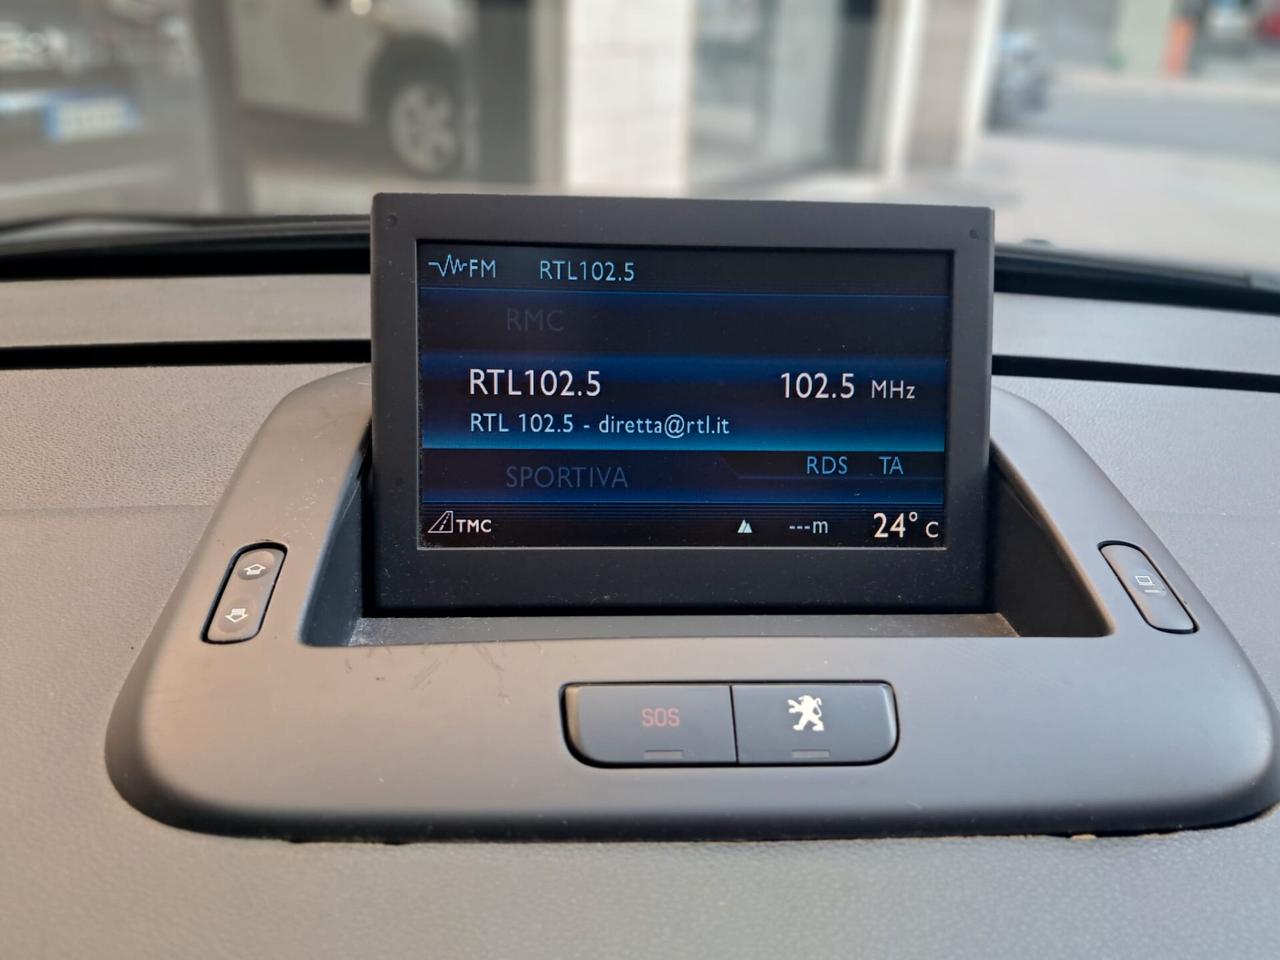 FM RTL102.5
RMC
RTL102.5 102.5 MHz
RTL 102.5 - diretta@rtl.it
RDS TA
SPORTIVA
TMC ---m 24° C
SOS